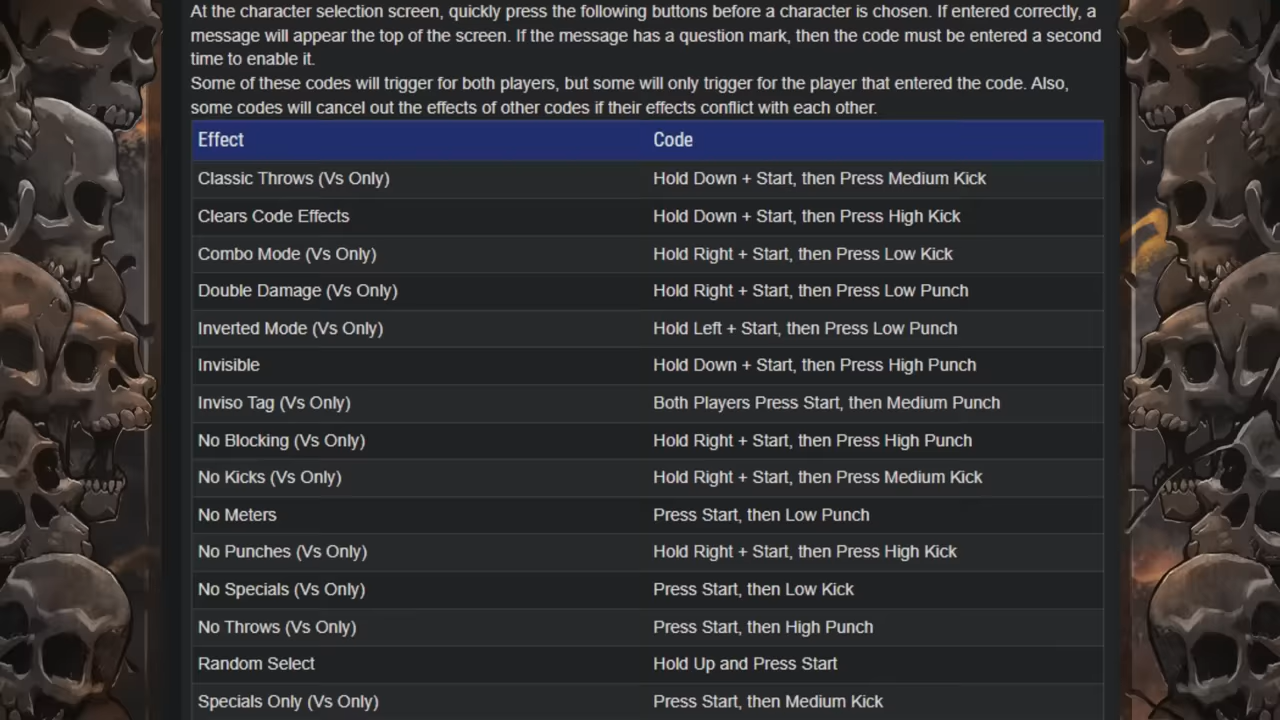 At the character selection screen, quickly press the following buttons before a character is chosen. If entered correctly, a
message will appear the top of the screen. If the message has a question mark, then the code must be entered a second
time to enable it.
Some of these codes will trigger for both players, but some will only trigger for the player that entered the code. Also,
some codes will cancel out the effects of other codes if their effects conflict with each other.
Effect Code
Classic Throws (Vs Only) Hold Down + Start, then Press Medium Kick
Clears Code Effects Hold Down + Start, then Press High Kick
Combo Mode (Vs Only) Hold Right + Start, then Press Low Kick
Double Damage (Vs Only) Hold Right + Start, then Press Low Punch
Inverted Mode (Vs Only) Hold Left + Start, then Press Low Punch
Invisible Hold Down + Start, then Press High Punch
Inviso Tag (Vs Only) Both Players Press Start, then Medium Punch
No Blocking (Vs Only) Hold Right + Start, then Press High Punch
No Kicks (Vs Only) Hold Right + Start, then Press Medium Kick
No Meters Press Start, then Low Punch
No Punches (Vs Only) Hold Right + Start, then Press High Kick
No Specials (Vs Only) Press Start, then Low Kick
No Throws (Vs Only) Press Start, then High Punch
Random Select Hold Up and Press Start
Specials Only (Vs Only) Press Start, then Medium Kick